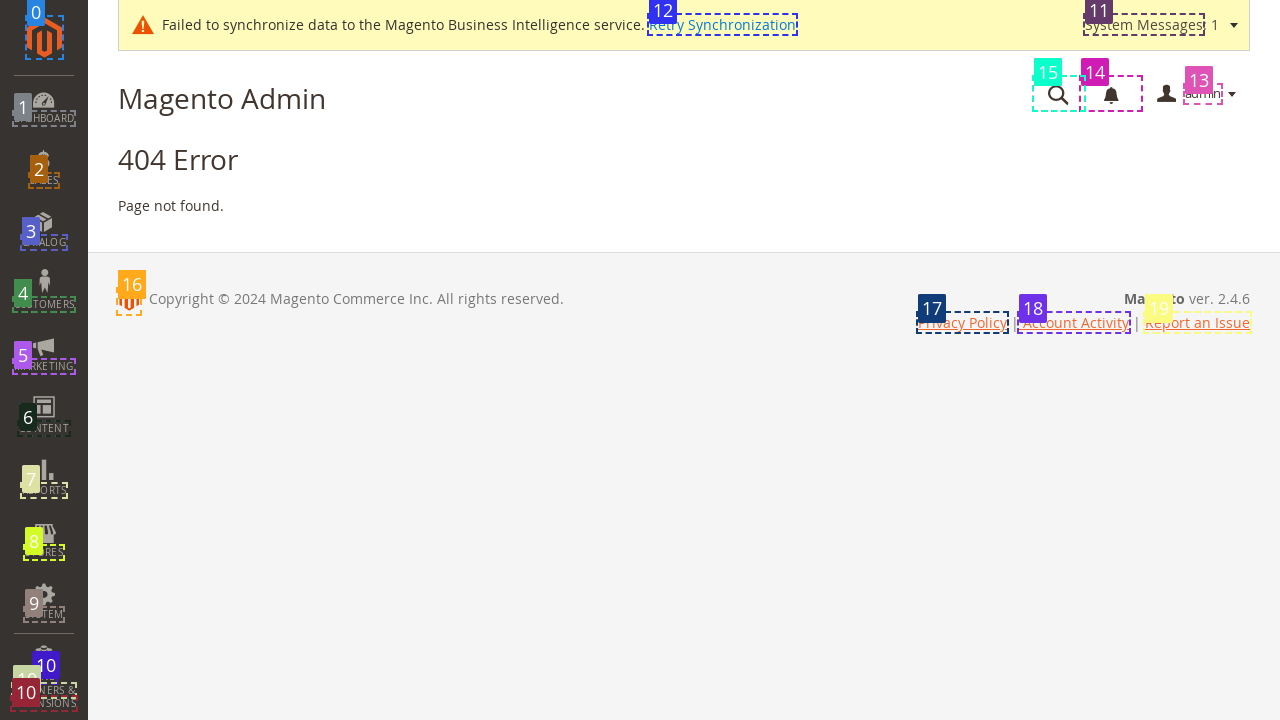 0
12
11
Failed to synchronize data to the Magento Business Intelligence service. Retry Synchronization
System Messages: 1
15
14
13
Magento Admin
admin
1
DASHBOARD
404 Error
2
SALES
Page not found.
3
CATALOG
4
CUSTOMERS
16
Copyright © 2024 Magento Commerce Inc. All rights reserved.
Magento ver. 2.4.6
17
18
19
Privacy Policy | Account Activity | Report an Issue
5
MARKETING
6
CONTENT
7
REPORTS
8
STORES
9
SYSTEM
10
10
10